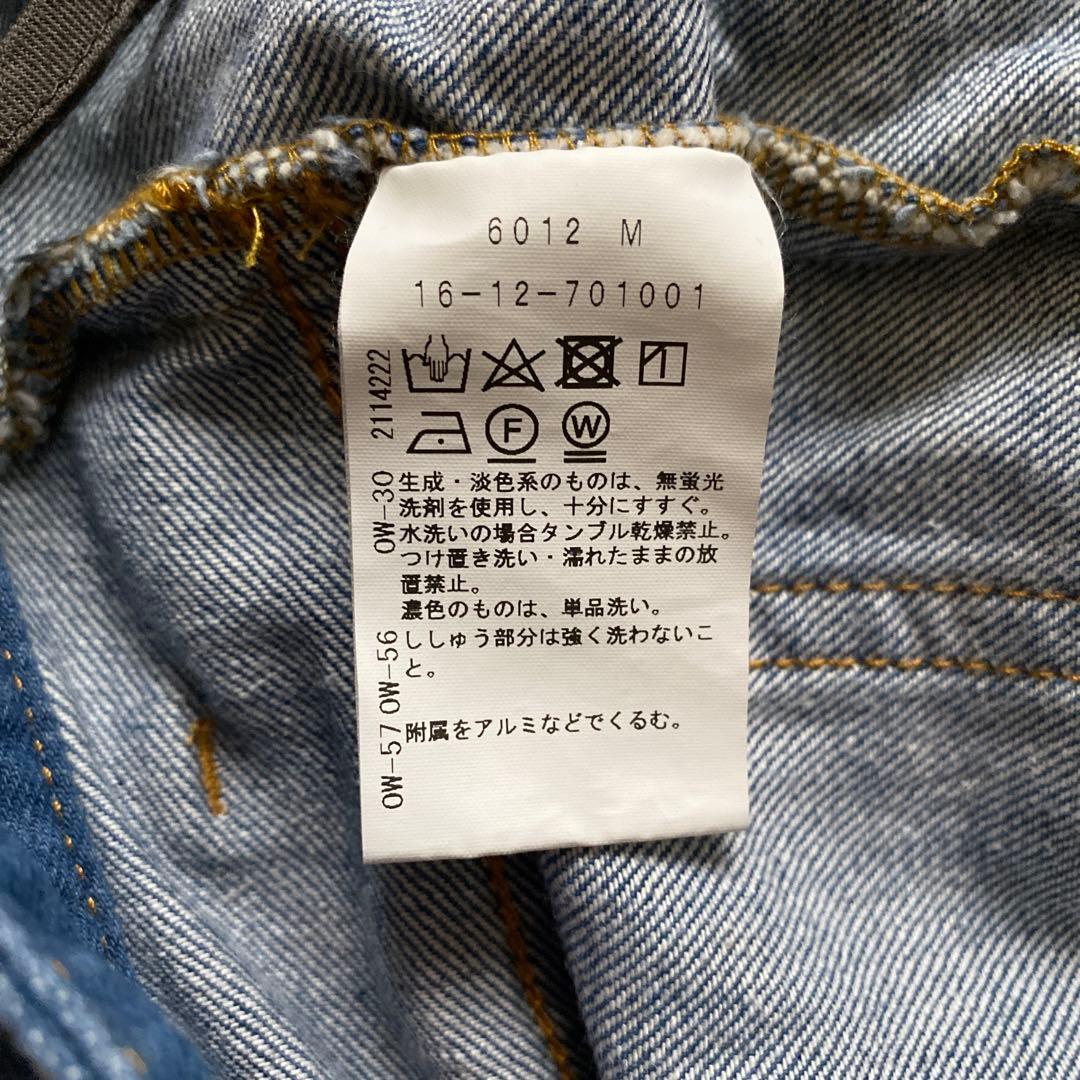 6012 M
16-12-701001
2114222
F
W
OW-30
生成・淡色系のものは、無蛍光
洗剤を使用し、十分にすすぐ。
水洗いの場合タンブル乾燥禁止。
つけ置き洗い・濡れたままの放
置禁止。
濃色のものは、単品洗い。
OW-56
ししゅう部分は強く洗わないこ
と。
OW-57
附属をアルミなどでくるむ。